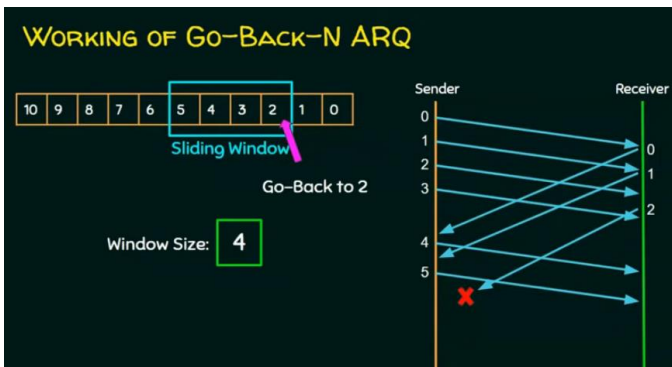 WORKING OF GO-BACK-N ARQ
10 9 8 7 6 5 4 3 2 1 0
Sliding Window
Go-Back to 2
Window Size: 4
Sender Receiver
0
1
2
3
4
5
0
1
2